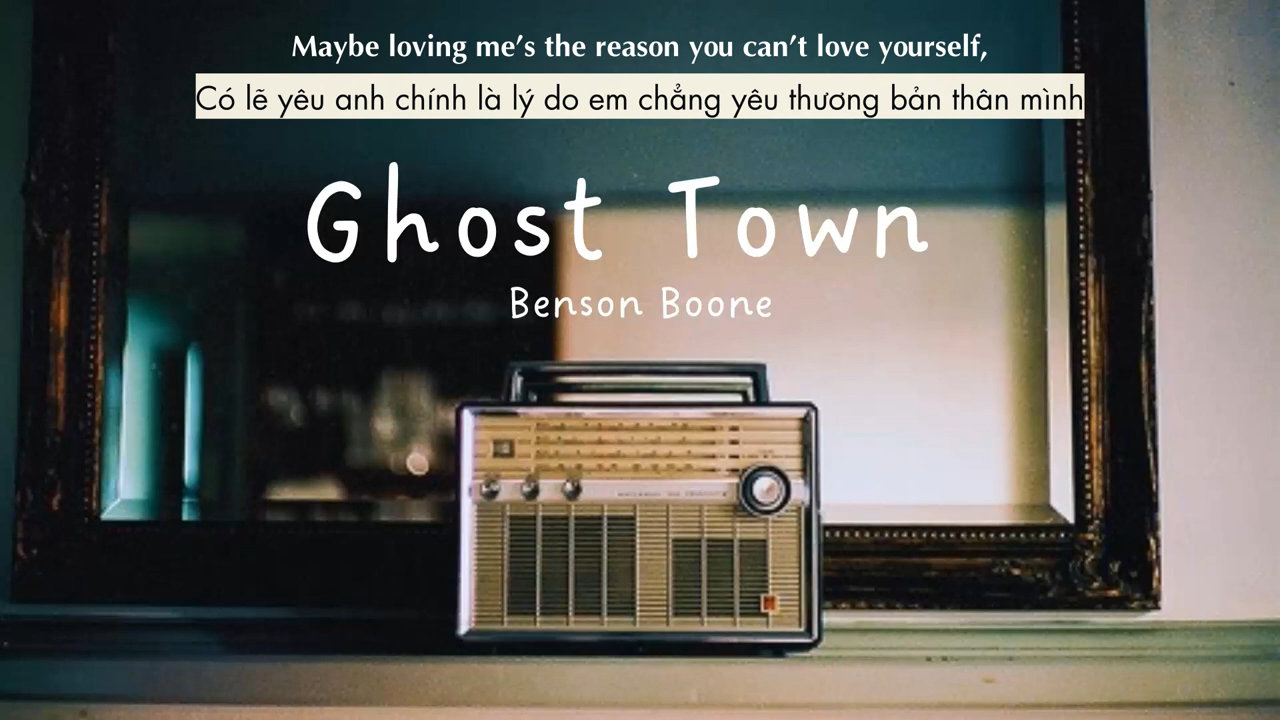 Maybe loving me’s the reason you can’t love yourself,
Có lẽ yêu anh chính là lý do em chẳng yêu thương bản thân mình
Ghost Town
Benson Boone